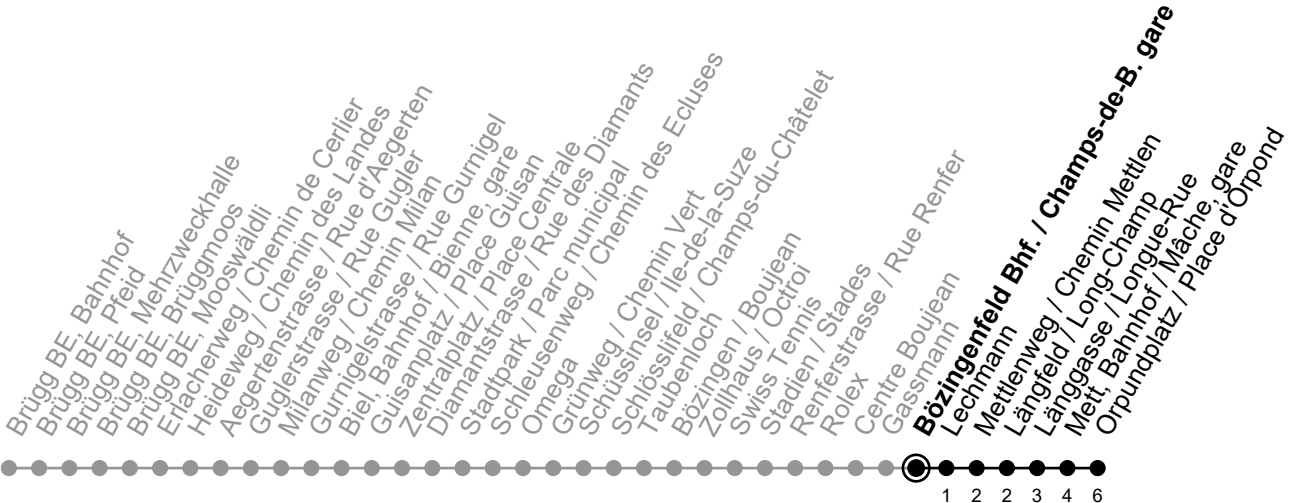 Brügg BE, Bahnhof
Brügg BE, Pfeid
Brügg BE, Mehrzweckhalle
Brügg BE, Brüggmoos
Brügg BE, Mooswäldli
Erlacherweg / Chemin de Cerlier
Heideweg / Chemin des Landes
Aegertenstrasse / Rue d'Aegerten
Guglerstrasse / Rue Gugler
Milanweg / Chemin Milan
Gurnigelstrasse / Rue Gurnigel
Biel, Bahnhof / Bienne, gare
Guisanplatz / Place Guisan
Zentralplatz / Place Centrale
Diamantstrasse / Rue des Diamants
Stadtpark / Parc municipal
Schleusenweg / Chemin des Ecluses
Omega
Grünweg / Chemin Vert
Schüssinsel / Ile-de-la-Suze
Schlösslifeld / Champs-du-Châtelet
Taubenloch
Bözingen / Boujean
Zollhaus / Octroi
Swiss Tennis
Stadien / Stades
Renferstrasse / Rue Renfer
Rolex
Centre Boujean
Gassmann
Bözingenfeld Bhf. / Champs-de-B. gare
Lechmann
Mettlenweg / Chemin Mettlen
Längfeld / Long-Champ
Länggasse / Longue-Rue
Mett, Bahnhof / Mâche, gare
Orpundplatz / Place d'Orpond
1 2 2 3 4 6